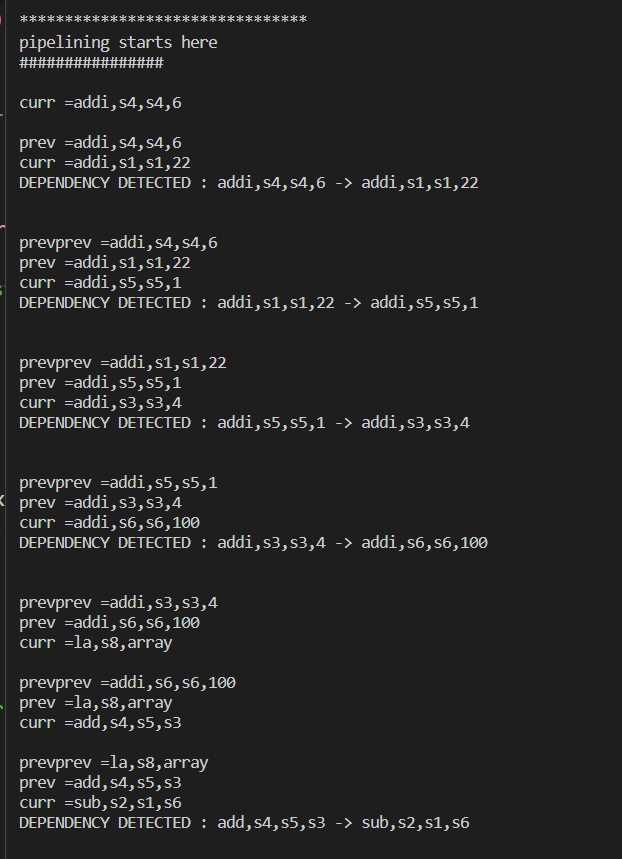 ********************************
pipelining starts here
################
curr =addi,s4,s4,6
prev =addi,s4,s4,6
curr =addi,s1,s1,22
DEPENDENCY DETECTED : addi,s4,s4,6 -> addi,s1,s1,22
prevprev =addi,s4,s4,6
prev =addi,s1,s1,22
curr =addi,s5,s5,1
DEPENDENCY DETECTED : addi,s1,s1,22 -> addi,s5,s5,1
prevprev =addi,s1,s1,22
prev =addi,s5,s5,1
curr =addi,s3,s3,4
DEPENDENCY DETECTED : addi,s5,s5,1 -> addi,s3,s3,4
prevprev =addi,s5,s5,1
prev =addi,s3,s3,4
curr =addi,s6,s6,100
DEPENDENCY DETECTED : addi,s3,s3,4 -> addi,s6,s6,100
prevprev =addi,s3,s3,4
prev =addi,s6,s6,100
curr =la,s8,array
prevprev =addi,s6,s6,100
prev =la,s8,array
curr =add,s4,s5,s3
prevprev =la,s8,array
prev =add,s4,s5,s3
curr =sub,s2,s1,s6
DEPENDENCY DETECTED : add,s4,s5,s3 -> sub,s2,s1,s6